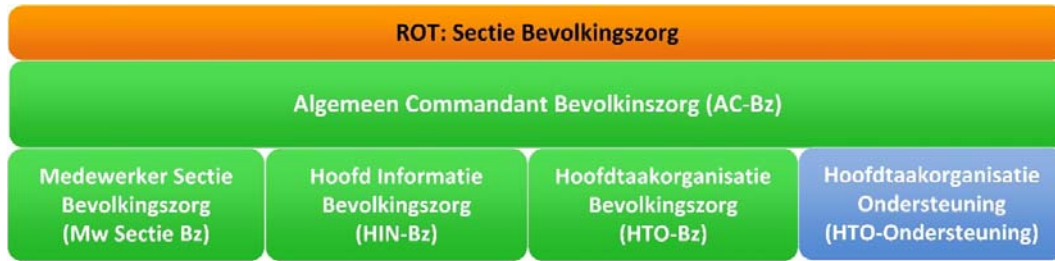 ROT: Sectie Bevolkingszorg
Algemeen Commandant Bevolkinszorg (AC-Bz)
Medewerker Sectie
Bevolkingszorg
(Mw Sectie Bz)
Hoofd Informatie
Bevolkingszorg
(HIN-Bz)
Hoofdtaakorganisatie
Bevolkingszorg
(HTO-Bz)
Hoofdtaakorganisatie
Ondersteuning
(HTO-Ondersteuning)